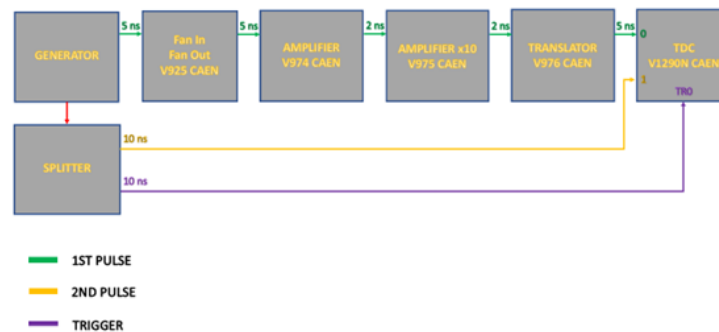 5 ns
5 ns
2 ns
2 ns
5 ns
GENERATOR
Fan In
Fan Out
V925 CAEN
AMPLIFIER
V974 CAEN
AMPLIFIER x10
V975 CAEN
TRANSLATOR
V976 CAEN
0
TDC
V1290N CAEN
1
TR0
SPLITTER
10 ns
10 ns
1ST PULSE
2ND PULSE
TRIGGER